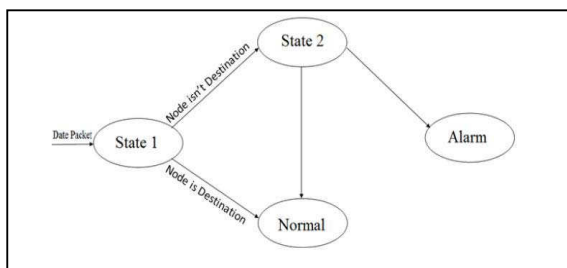 State 2
Node isn't Destination
Date Packet
State 1
Alarm
Node is Destination
Normal